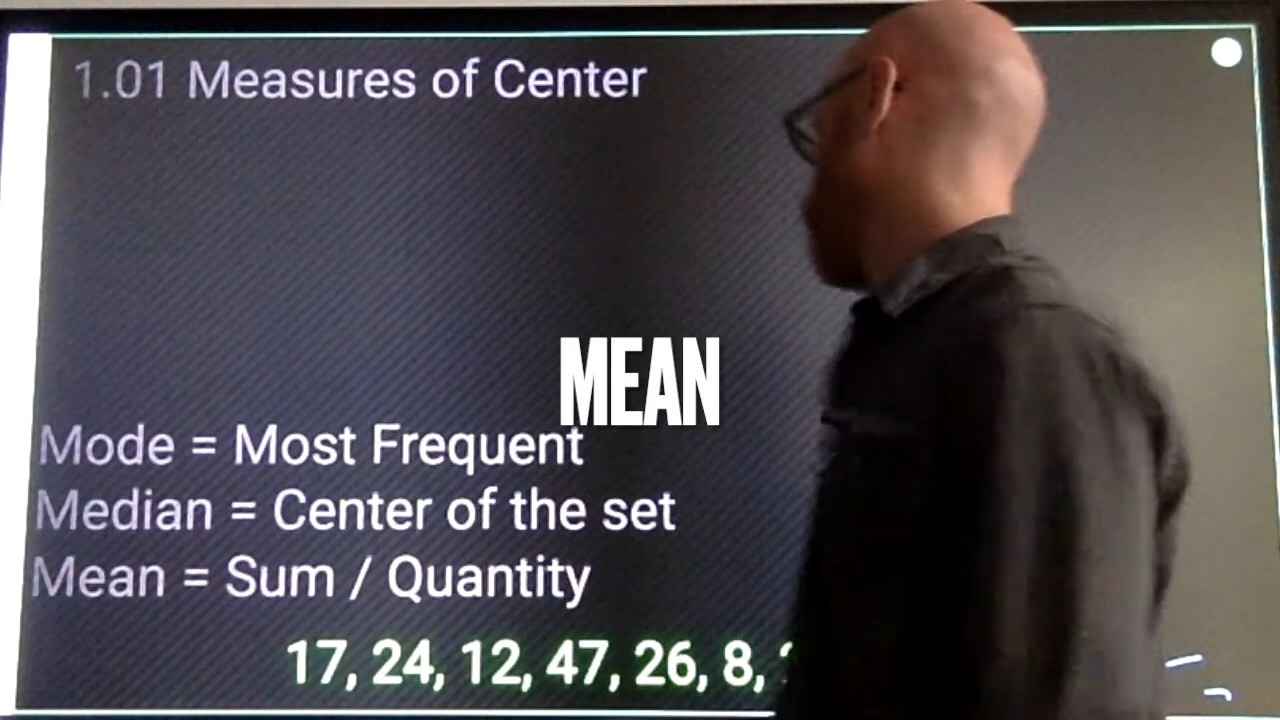 1.01 Measures of Center
MEAN
Mode = Most Frequent
Median = Center of the set
Mean = Sum / Quantity
17, 24, 12, 47, 26, 8,